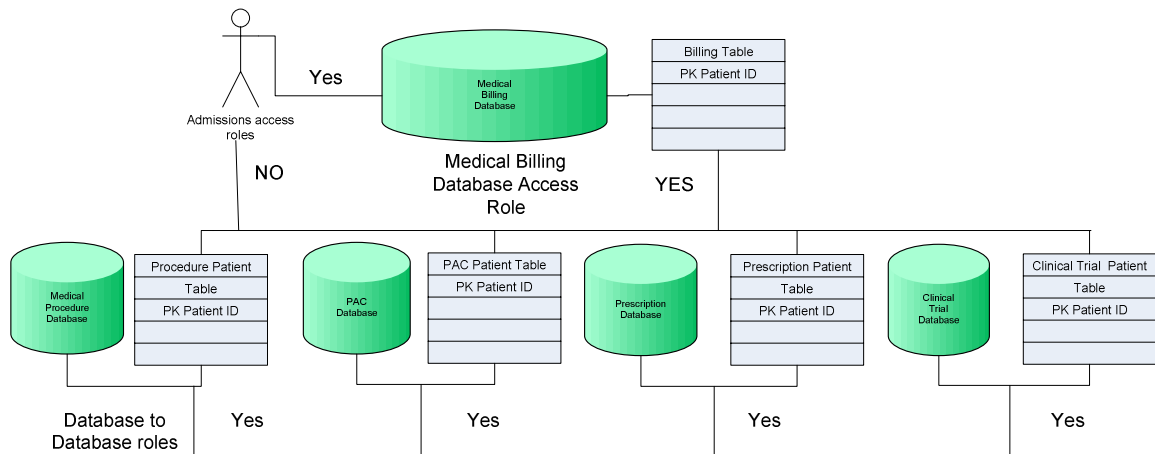 Yes
Medical
Billing
Database
Billing Table
PK Patient ID
Admissions access
roles
NO
Medical Billing
Database Access
Role
YES
Medical
Procedure
Database
Procedure Patient
Table
PK Patient ID
PAC
Database
PAC Patient Table
PK Patient ID
Prescription
Database
Prescription Patient
Table
PK Patient ID
Clinical
Trial
Database
Clinical Trial  Patient
Table
PK Patient ID
Database to
Database roles
Yes
Yes
Yes
Yes